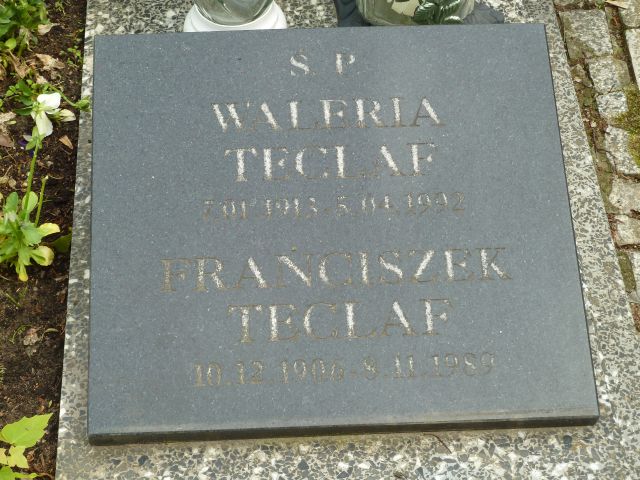 Ś. P.
WALERIA
TECLAF
7.01.1913 - 5.04.1992
FRANCISZEK
TECLAF
10.12.1906 - 8.11.1989